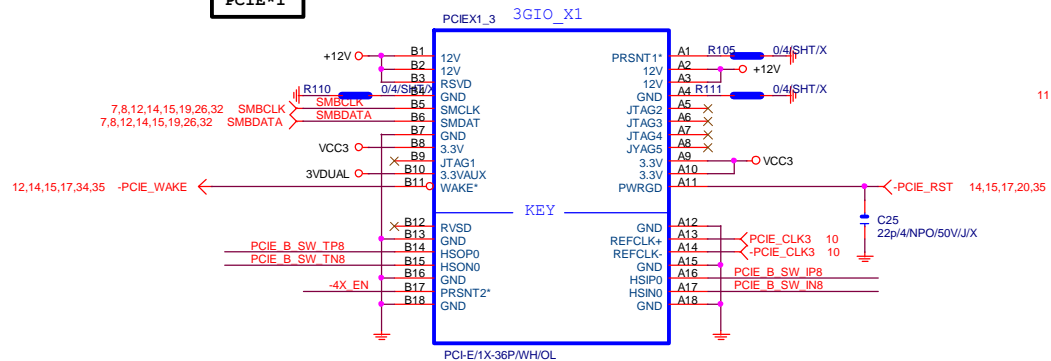 PCIE*1
PCIEX1_3 3GIO_X1
+12V B1 12V PRSNT1* A1 R105 0/4/SHT/X
B2 12V 12V A2 +12V
B3 RSVD 12V A3
R110 0/4/SHT/X B4 GND GND A4 R111 0/4/SHT/X 11
7,8,12,14,15,19,26,32 SMBCLK SMBCLK B5 SMCLK JTAG2 A5
7,8,12,14,15,19,26,32 SMBDATA SMBDATA B6 SMDAT JTAG3 A6
B7 GND JTAG4 A7
VCC3 B8 3.3V JYAG5 A8
B9 JTAG1 3.3V A9 VCC3
3VDUAL B10 3.3VAUX 3.3V A10
12,14,15,17,34,35 -PCIE_WAKE B11 WAKE* PWRGD A11 -PCIE_RST 14,15,17,20,35
KEY
C25
22p/4/NPO/50V/J/X
B12 RVSD GND A12
B13 GND REFCLK+ A13 PCIE_CLK3 10
PCIE_B_SW_TP8 B14 HSOP0 REFCLK- A14 -PCIE_CLK3 10
PCIE_B_SW_TN8 B15 HSON0 GND A15
B16 GND HSIP0 A16 PCIE_B_SW_IP8
-4X_EN B17 PRSNT2* HSIN0 A17 PCIE_B_SW_IN8
B18 GND GND A18
PCI-E/1X-36P/WH/OL